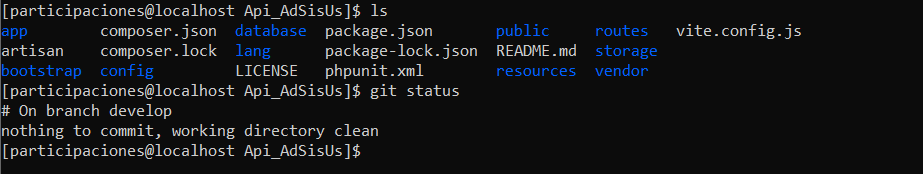 [participaciones@localhost Api_AdSisUs]$ ls
app       composer.json  database  package.json       public     routes   vite.config.js
artisan   composer.lock  lang      package-lock.json  README.md  storage
bootstrap config         LICENSE   phpunit.xml        resources  vendor
[participaciones@localhost Api_AdSisUs]$ git status
# On branch develop
nothing to commit, working directory clean
[participaciones@localhost Api_AdSisUs]$